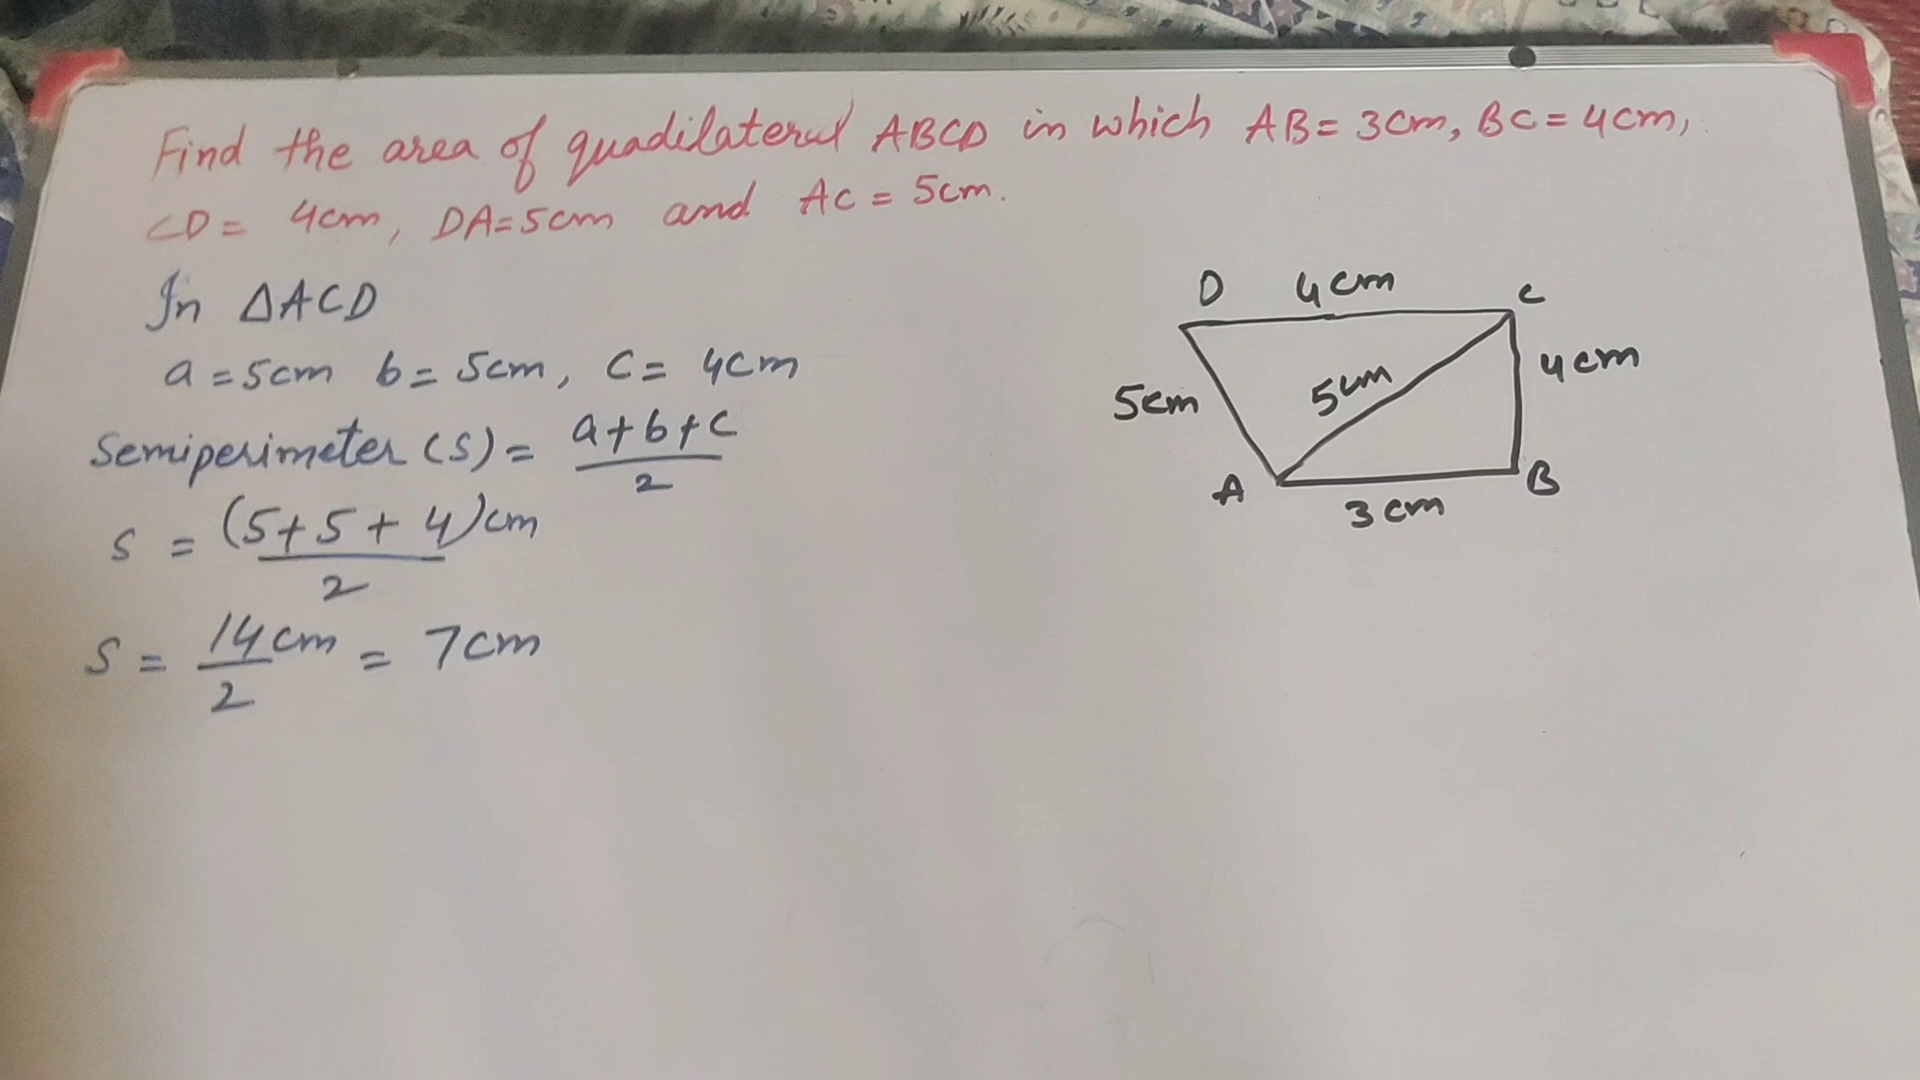 Find the area of quadilateral ABCD in which AB = 3cm, BC = 4cm,
CD = 4cm, DA = 5cm and AC = 5cm.
In ΔACD
a = 5cm b = 5cm, C = 4cm
Semiperimeter (S) = a+b+c
2
S = (5+5+4)cm
2
S = 14cm = 7cm
2
D 4cm C
5cm 5cm 4cm
A B
3cm